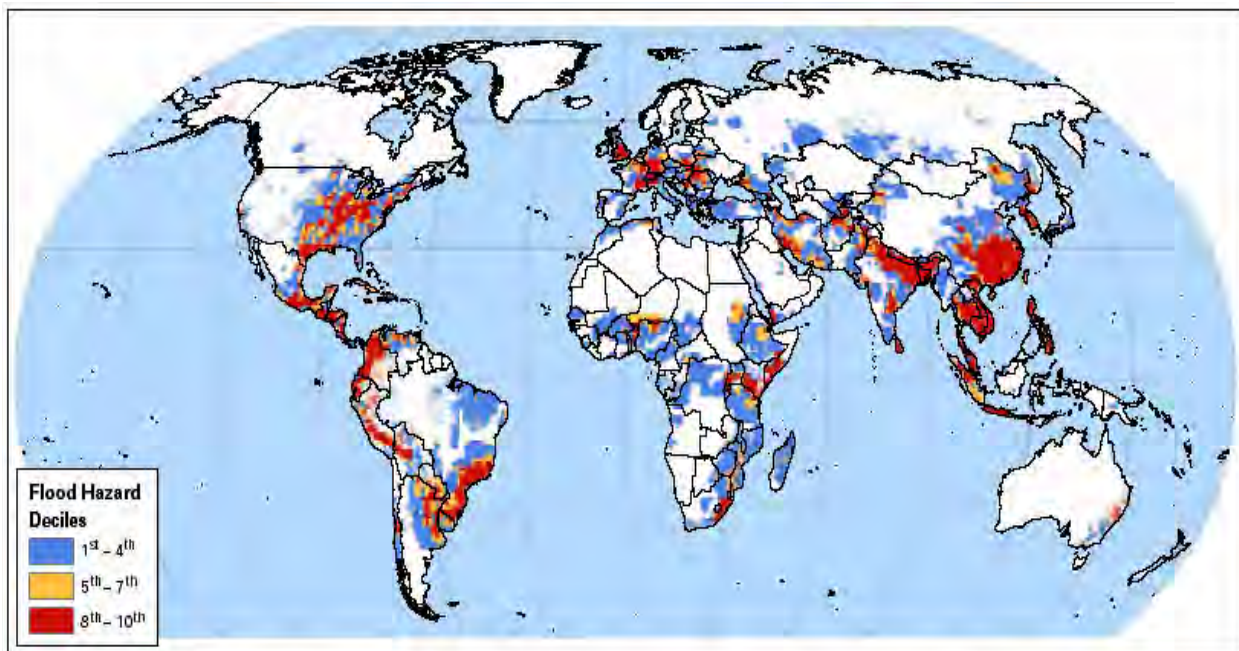 Flood Hazard
Deciles
1st – 4th
5th – 7th
8th – 10th